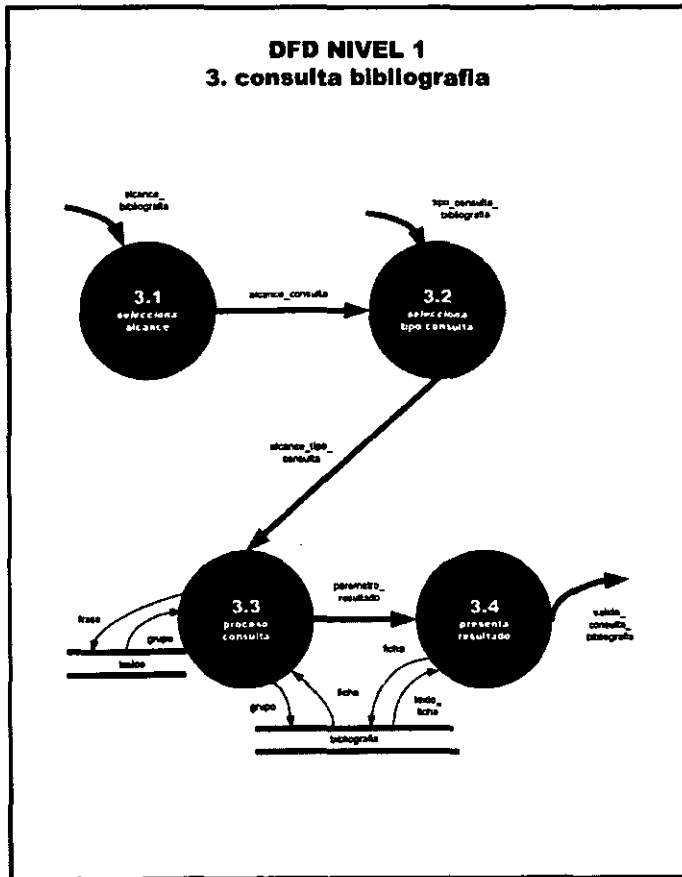 DFD NIVEL 1
3. consulta bibliografia
alcance_
bibliografia
tipo_consulta_
bibliografia
3.1
selecciona
alcance
alcance_consulta
3.2
selecciona
tipo consulta
alcance_tipo_
consulta
3.3
proceso
consulta
parametro_
resultado
3.4
presenta
resultado
valida_
consulta_
bibliografia
frase
grupo
ficha
grupo
ficha
texto_
ficha
bibliografia